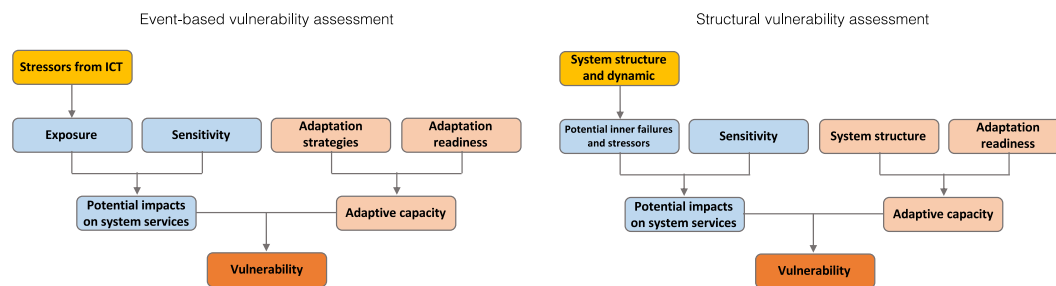 Event-based vulnerability assessment
Stressors from ICT
Exposure
Sensitivity
Adaptation
strategies
Adaptation
readiness
Potential impacts
on system services
Adaptive capacity
Vulnerability
Structural vulnerability assessment
System structure
and dynamic
Potential inner failures
and stressors
Sensitivity
System structure
Adaptation
readiness
Potential impacts
on system services
Adaptive capacity
Vulnerability